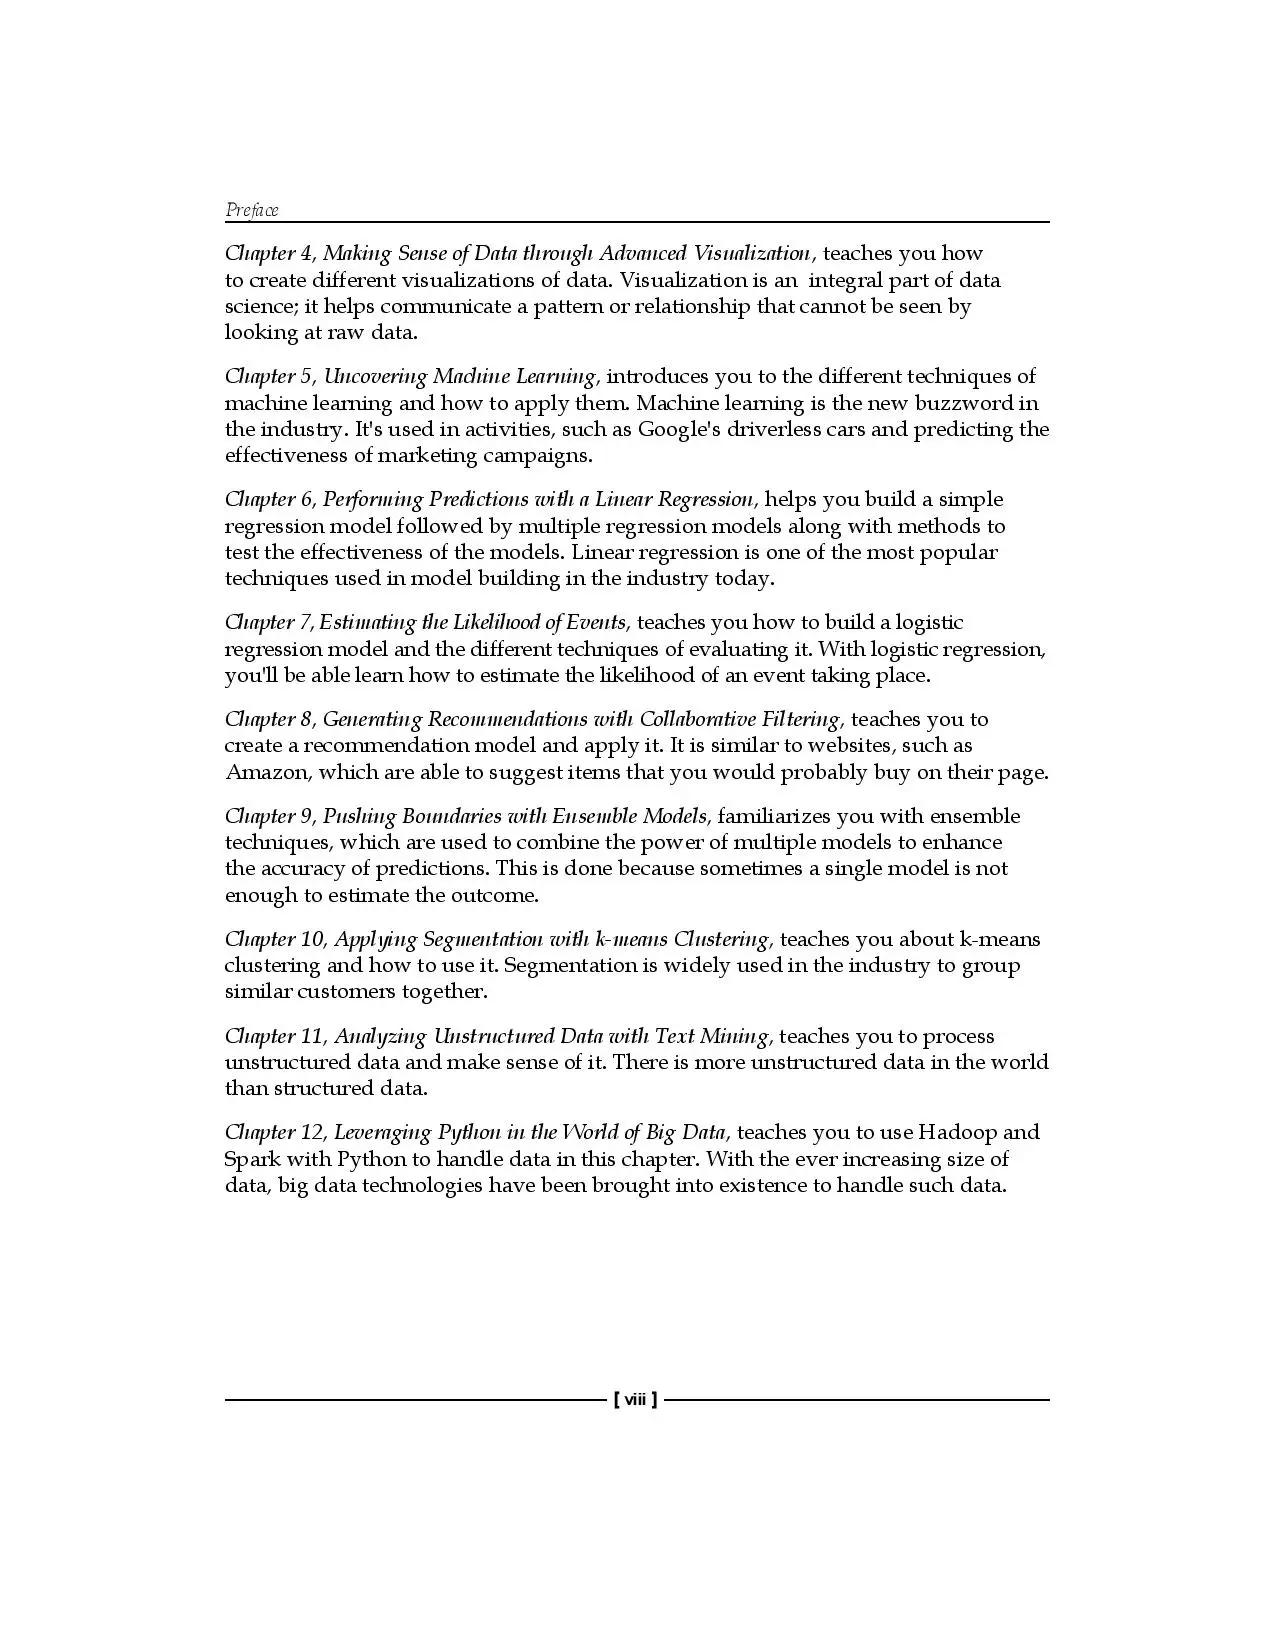 Preface
Chapter 4, Making Sense of Data through Advanced Visualization, teaches you how
to create different visualizations of data. Visualization is an  integral part of data
science; it helps communicate a pattern or relationship that cannot be seen by
looking at raw data.
Chapter 5, Uncovering Machine Learning, introduces you to the different techniques of
machine learning and how to apply them. Machine learning is the new buzzword in
the industry. It's used in activities, such as Google's driverless cars and predicting the
effectiveness of marketing campaigns.
Chapter 6, Performing Predictions with a Linear Regression, helps you build a simple
regression model followed by multiple regression models along with methods to
test the effectiveness of the models. Linear regression is one of the most popular
techniques used in model building in the industry today.
Chapter 7, Estimating the Likelihood of Events, teaches you how to build a logistic
regression model and the different techniques of evaluating it. With logistic regression,
you'll be able learn how to estimate the likelihood of an event taking place.
Chapter 8, Generating Recommendations with Collaborative Filtering, teaches you to
create a recommendation model and apply it. It is similar to websites, such as
Amazon, which are able to suggest items that you would probably buy on their page.
Chapter 9, Pushing Boundaries with Ensemble Models, familiarizes you with ensemble
techniques, which are used to combine the power of multiple models to enhance
the accuracy of predictions. This is done because sometimes a single model is not
enough to estimate the outcome.
Chapter 10, Applying Segmentation with k-means Clustering, teaches you about k-means
clustering and how to use it. Segmentation is widely used in the industry to group
similar customers together.
Chapter 11, Analyzing Unstructured Data with Text Mining, teaches you to process
unstructured data and make sense of it. There is more unstructured data in the world
than structured data.
Chapter 12, Leveraging Python in the World of Big Data, teaches you to use Hadoop and
Spark with Python to handle data in this chapter. With the ever increasing size of
data, big data technologies have been brought into existence to handle such data.
[ viii ]